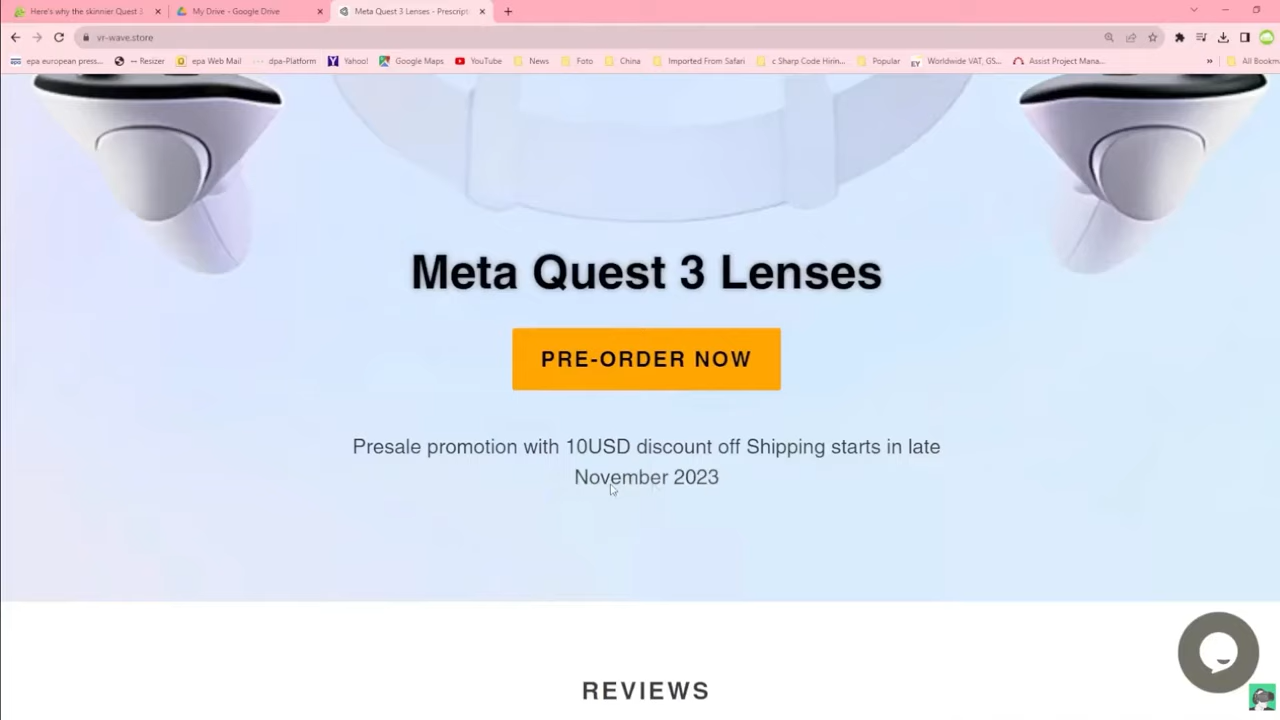 Here's why the skinnier Quest 3
My Drive - Google Drive
Meta Quest 3 Lenses - Prescript
vr-wave.store
epa european press...
-- Resizer
epa Web Mail
dpa-Platform
Yahoo!
Google Maps
YouTube
News
Foto
China
Imported From Safari
c Sharp Code Hirin...
Popular
EY
Worldwide VAT, GS...
Assist Project Mana...
»
All Bookm
Meta Quest 3 Lenses
PRE-ORDER NOW
Presale promotion with 10USD discount off Shipping starts in late
November 2023
REVIEWS